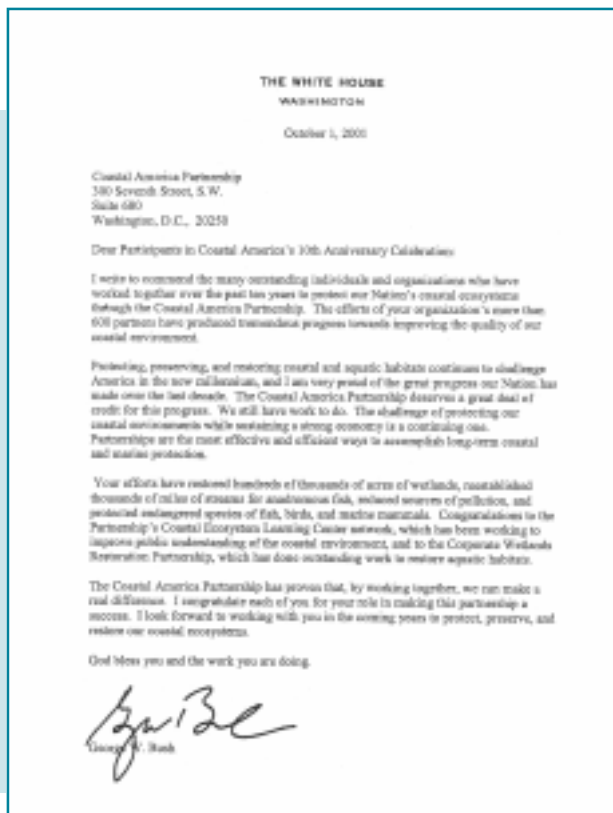 THE WHITE HOUSE
WASHINGTON
October 1, 2001
Coastal America Partnership
300 Seventh Street, S.W.
Suite 680
Washington, D.C., 20250
Dear Participants in Coastal America's 10th Anniversary Celebration:
I write to commend the many outstanding individuals and organizations who have
worked together over the past ten years to protect our Nation's coastal ecosystems
through the Coastal America Partnership. The efforts of your organization's more than
600 partners have produced tremendous progress towards improving the quality of our
coastal environment.
Protecting, preserving, and restoring coastal and aquatic habitats continues to challenge
America in the new millennium, and I am very proud of the great progress our Nation has
made over the last decade. The Coastal America Partnership deserves a great deal of
credit for this progress. We still have work to do. The challenge of protecting our
coastal environments while sustaining a strong economy is a continuing one.
Partnerships are the most effective and efficient ways to accomplish long-term coastal
and marine protection.
Your efforts have restored hundreds of thousands of acres of wetlands, reestablished
thousands of miles of streams for anadromous fish, reduced sources of pollution, and
protected endangered species of fish, birds, and marine mammals. Congratulations to the
Partnership's Coastal Ecosystem Learning Center network, which has been working to
improve public understanding of the coastal environment, and to the Corporate Wetlands
Restoration Partnership, which has done outstanding work to restore aquatic habitats.
The Coastal America Partnership has proven that, by working together, we can make a
real difference. I congratulate each of you for your role in making this partnership a
success. I look forward to working with you in the coming years to protect, preserve, and
restore our coastal ecosystems.
God bless you and the work you are doing.
George W. Bush